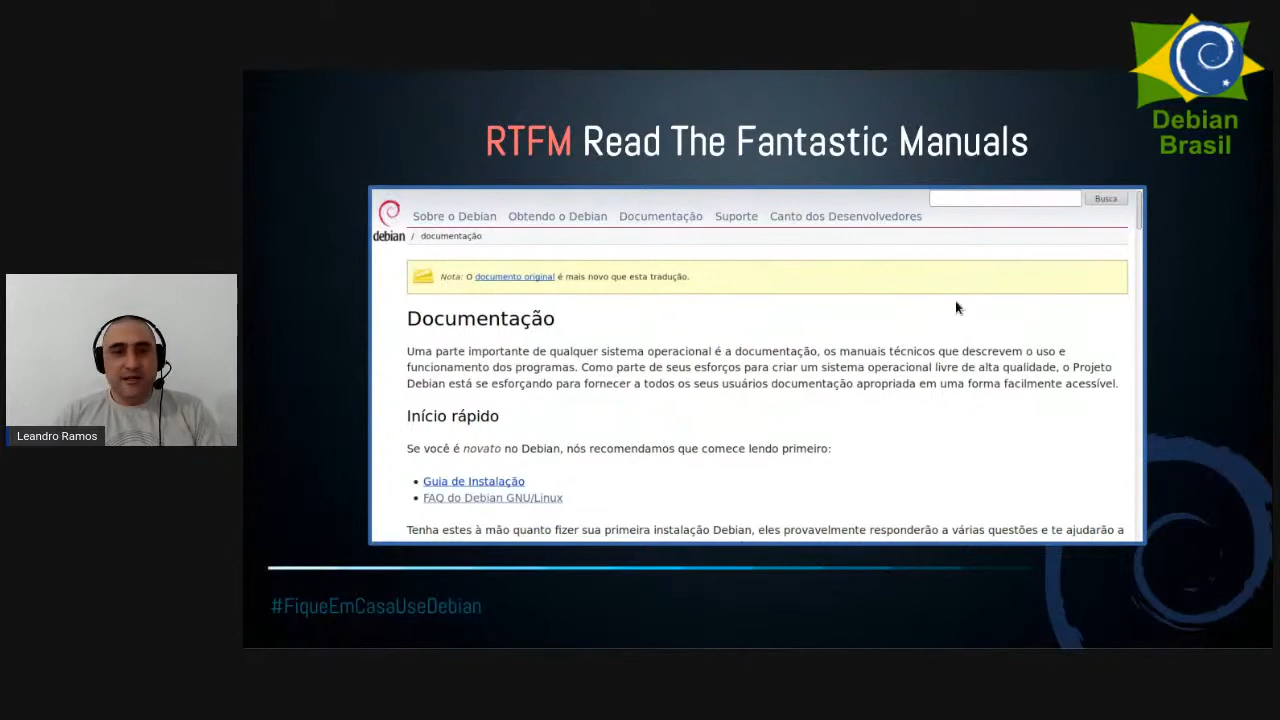 Debian
Brasil
RTFM Read The Fantastic Manuals
Busca
debian
Sobre o Debian Obtendo o Debian Documentação Suporte Canto dos Desenvolvedores
/ documentação
Nota: O documento original é mais novo que esta tradução.
Documentação
Uma parte importante de qualquer sistema operacional é a documentação, os manuais técnicos que descrevem o uso e
funcionamento dos programas. Como parte de seus esforços para criar um sistema operacional livre de alta qualidade, o Projeto
Debian está se esforçando para fornecer a todos os seus usuários documentação apropriada em uma forma facilmente acessível.
Início rápido
Se você é novato no Debian, nós recomendamos que comece lendo primeiro:
• Guia de Instalação
• FAQ do Debian GNU/Linux
Tenha estes à mão quanto fizer sua primeira instalação Debian, eles provavelmente responderão a várias questões e te ajudarão a
Leandro Ramos
#FiqueEmCasaUseDebian